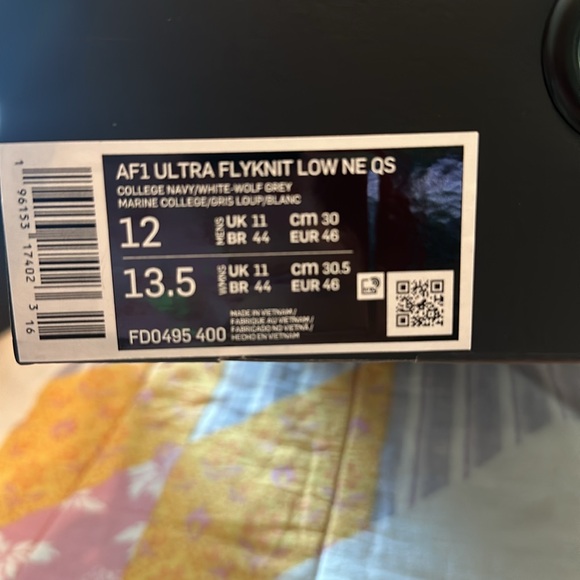 AF1 ULTRA FLYKNIT LOW NE QS
COLLEGE NAVY/WHITE-WOLF GREY
MARINE COLLEGE/GRIS LOUP/BLANC
12 MENS UK 11 cm 30
BR 44 EUR 46
13.5 WMNS UK 11 cm 30.5
BR 44 EUR 46
FD0495 400
MADE IN VIETNAM/
FABRIQUE AU VIETNAM/
FABRICADO NO VIETNÃ/
HECHO EN VIETNAM
1 96153 17402 3 16